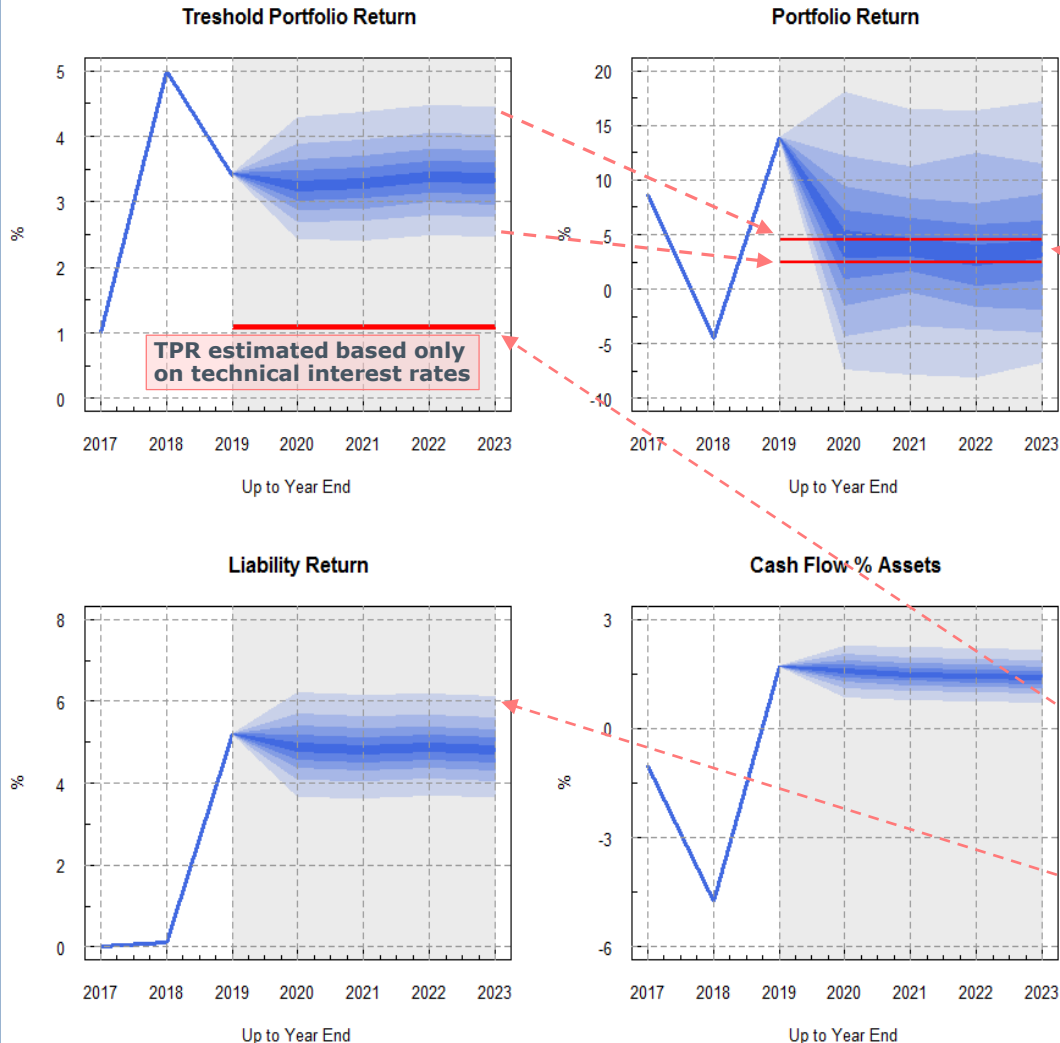 Treshold Portfolio Return
5
4
3
2
1
0
%
TPR estimated based only
on technical interest rates
2017 2018 2019 2020 2021 2022 2023
Up to Year End
Portfolio Return
20
15
10
5
0
-5
-10
%
2017 2018 2019 2020 2021 2022 2023
Up to Year End
Liability Return
8
6
4
2
0
%
2017 2018 2019 2020 2021 2022 2023
Up to Year End
Cash Flow % Assets
3
0
-3
-6
%
2017 2018 2019 2020 2021 2022 2023
Up to Year End